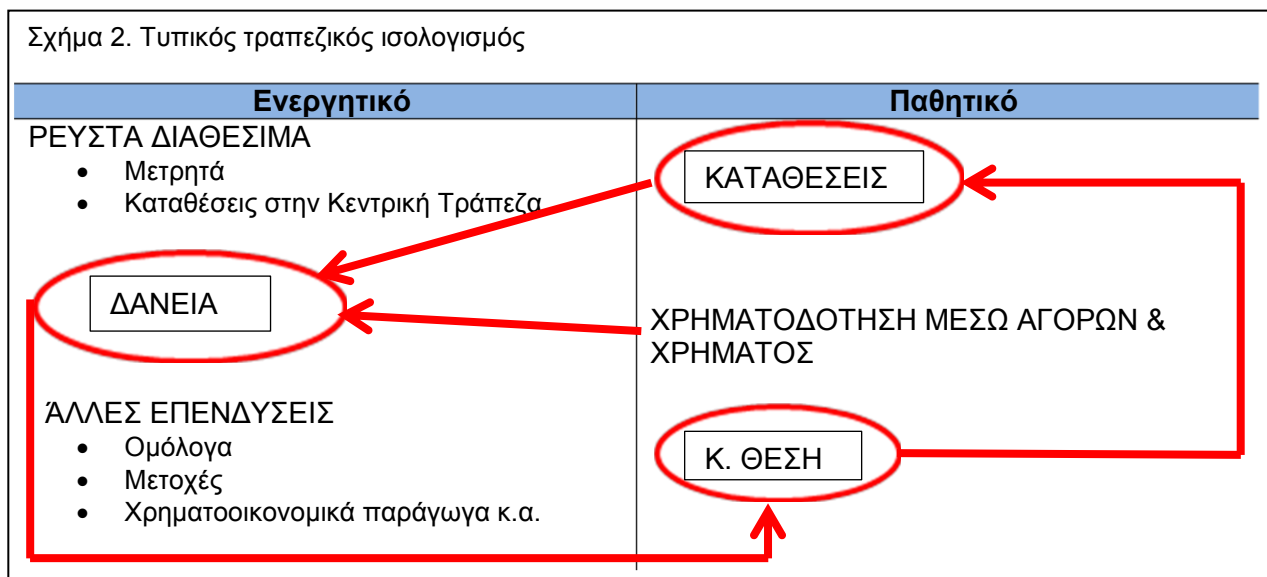 Σχήμα 2. Τυπικός τραπεζικός ισολογισμός
Ενεργητικό
Παθητικό
ΡΕΥΣΤΑ ΔΙΑΘΕΣΙΜΑ
• Μετρητά
• Καταθέσεις στην Κεντρική Τράπεζα
ΔΑΝΕΙΑ
ΆΛΛΕΣ ΕΠΕΝΔΥΣΕΙΣ
• Ομόλογα
• Μετοχές
• Χρηματοοικονομικά παράγωγα κ.α.
ΚΑΤΑΘΕΣΕΙΣ
ΧΡΗΜΑΤΟΔΟΤΗΣΗ ΜΕΣΩ ΑΓΟΡΩΝ &
ΧΡΗΜΑΤΟΣ
Κ. ΘΕΣΗ